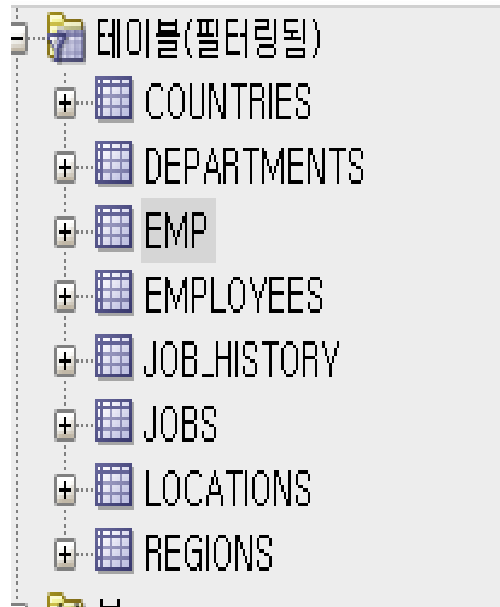 테이블(필터링됨)
COUNTRIES
DEPARTMENTS
EMP
EMPLOYEES
JOB_HISTORY
JOBS
LOCATIONS
REGIONS